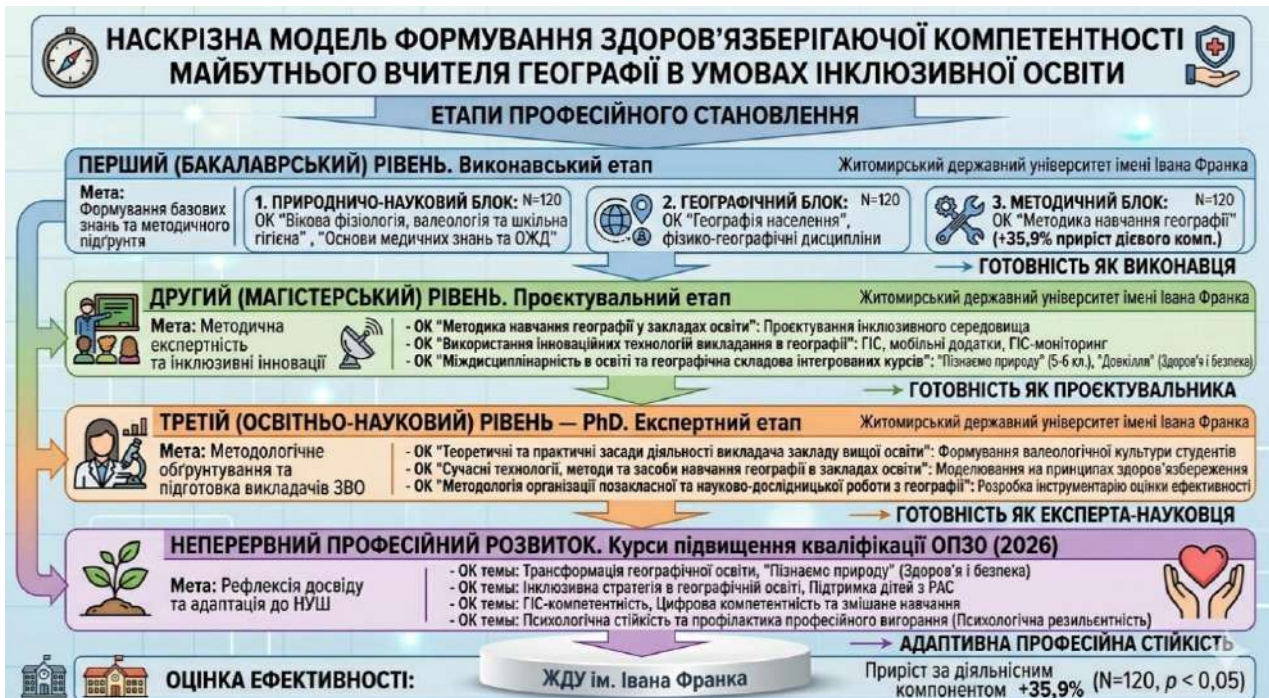 НАСКРІЗНА МОДЕЛЬ ФОРМУВАННЯ ЗДОРОВ'ЯЗБЕРІГАЮЧОЇ КОМПЕТЕНТНОСТІ
МАЙБУТНЬОГО ВЧИТЕЛЯ ГЕОГРАФІЇ В УМОВАХ ІНКЛЮЗИВНОЇ ОСВІТИ
ЕТАПИ ПРОФЕСІЙНОГО СТАНОВЛЕННЯ
ПЕРШИЙ (БАКАЛАВРСЬКИЙ) РІВЕНЬ. Виконавський етап
Житомирський державний університет імені Івана Франка
Мета:
Формування базових
знань та методичного
підґрунтя
1. ПРИРОДНИЧО-НАУКОВИЙ БЛОК: N=120
ОК "Вікова фізіологія, валеологія та шкільна
гігієна" , "Основи медичних знань та ОЖД"
2. ГЕОГРАФІЧНИЙ БЛОК: N=120
ОК "Географія населення",
фізико-географічні дисципліни
3. МЕТОДИЧНИЙ БЛОК: N=120
ОК "Методика навчання географії"
(+35,9% приріст дієвого комп.)
→ ГОТОВНІСТЬ ЯК ВИКОНАВЦЯ
ДРУГИЙ (МАГІСТЕРСЬКИЙ) РІВЕНЬ. Проєктувальний етап
Житомирський державний університет імені Івана Франка
Мета: Методична
експертність
та інклюзивні інновації
- ОК "Методика навчання географії у закладах освіти": Проєктування інклюзивного середовища
- ОК "Використання інноваційних технологій викладання в географії": ГІС, мобільні додатки, ГІС-моніторинг
- ОК "Міждисциплінарність в освіті та географічна складова інтегрованих курсів": "Пізнаємо природу" (5-6 кл.), "Довкілля" (Здоров'я і безпека)
→ ГОТОВНІСТЬ ЯК ПРОЄКТУВАЛЬНИКА
ТРЕТІЙ (ОСВІТНЬО-НАУКОВИЙ) РІВЕНЬ — PhD. Експертний етап
Житомирський державний університет імені Івана Франка
Мета: Методологічне
обґрунтування та
підготовка викладачів ЗВО
- ОК "Теоретичні та практичні засади діяльності викладача закладу вищої освіти": Формування валеологічної культури студентів
- ОК "Сучасні технології, методи та засоби навчання географії в закладах освіти": Моделювання на принципах здоров'язбереження
- ОК "Методологія організації позакласної та науково-дослідницької роботи з географії": Розробка інструментарію оцінки ефективності
→ ГОТОВНІСТЬ ЯК ЕКСПЕРТА-НАУКОВЦЯ
НЕПЕРЕРВНИЙ ПРОФЕСІЙНИЙ РОЗВИТОК. Курси підвищення кваліфікації ОПЗО (2026)
Мета: Рефлексія досвіду
та адаптація до НУШ
- ОК теми: Трансформація географічної освіти, "Пізнаємо природу" (Здоров'я і безпека)
- ОК теми: Інклюзивна стратегія в географічній освіті, Підтримка дітей з РАС
- ОК теми: ГІС-компетентність, Цифрова компетентність та змішане навчання
- ОК теми: Психологічна стійкість та профілактика професійного вигорання (Психологічна резильєнтність)
→ АДАПТИВНА ПРОФЕСІЙНА СТІЙКІСТЬ
ОЦІНКА ЕФЕКТИВНОСТІ:
ЖДУ ім. Івана Франка
Приріст за діяльнісним
компонентом +35,9% (N=120, p < 0,05)